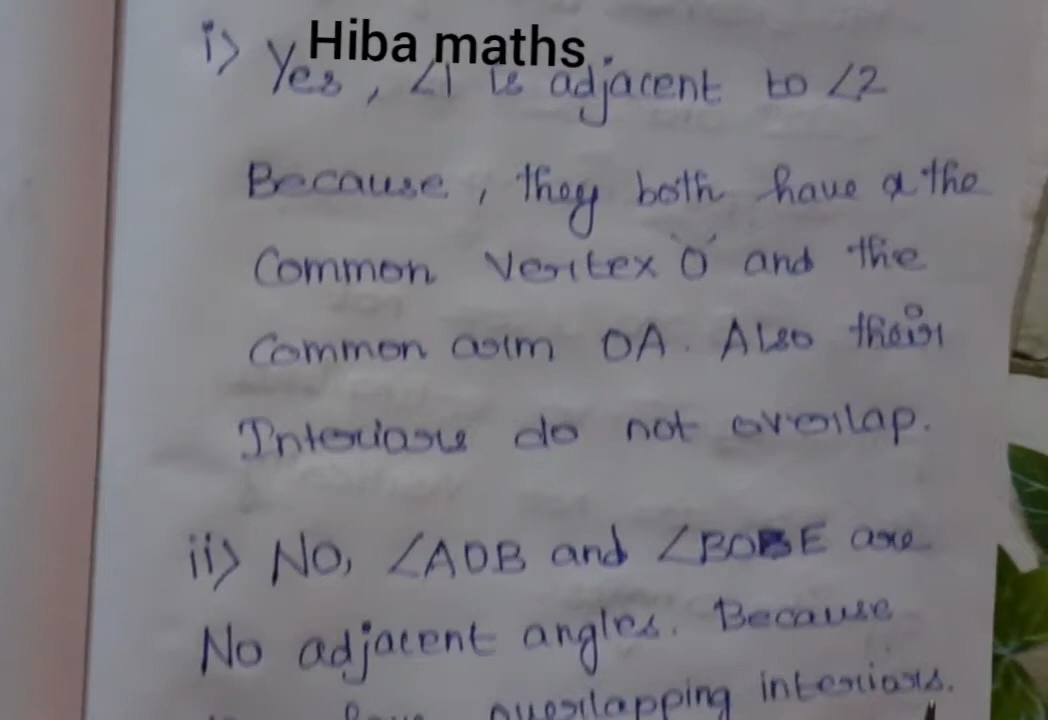 Hiba maths
i) Yes, ∠1 is adjacent to ∠2
Because, they both have a the
Common Vertex 'O' and the
Common arm OA. Also their
Interiors do not overlap.
ii) No, ∠AOB and ∠BOE are
No adjacent angles. Because
have overlapping interiors.